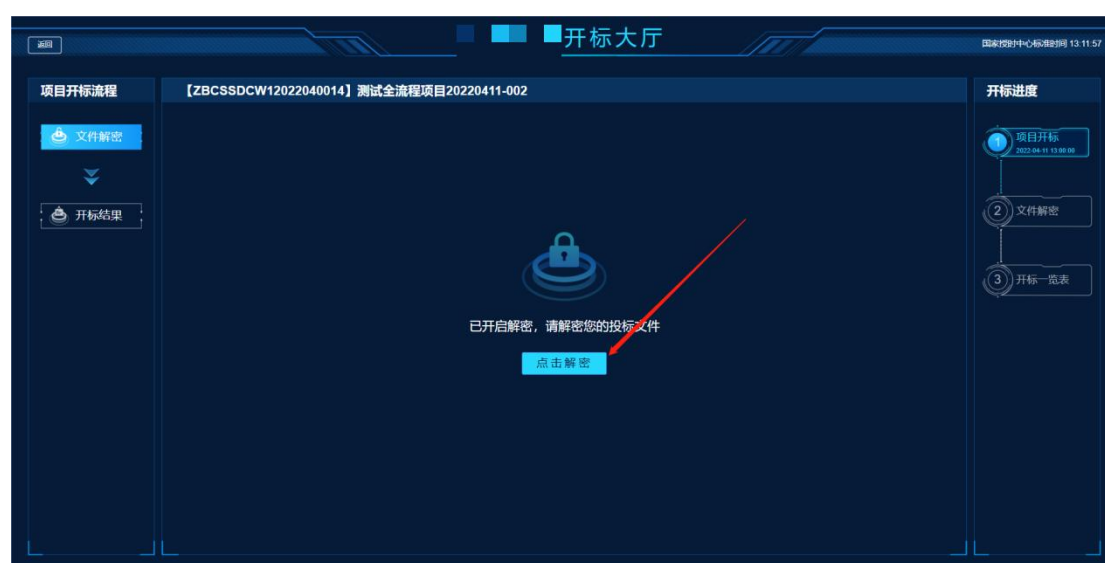 返回
开标大厅
国家授时中心标准时间 13:11:57
项目开标流程
文件解密
开标结果
【ZBCSSDCW12022040014】测试全流程项目20220411-002
已开启解密，请解密您的投标文件
点击解密
开标进度
1 项目开标
2022-04-11 13:00:00
2 文件解密
3 开标一览表